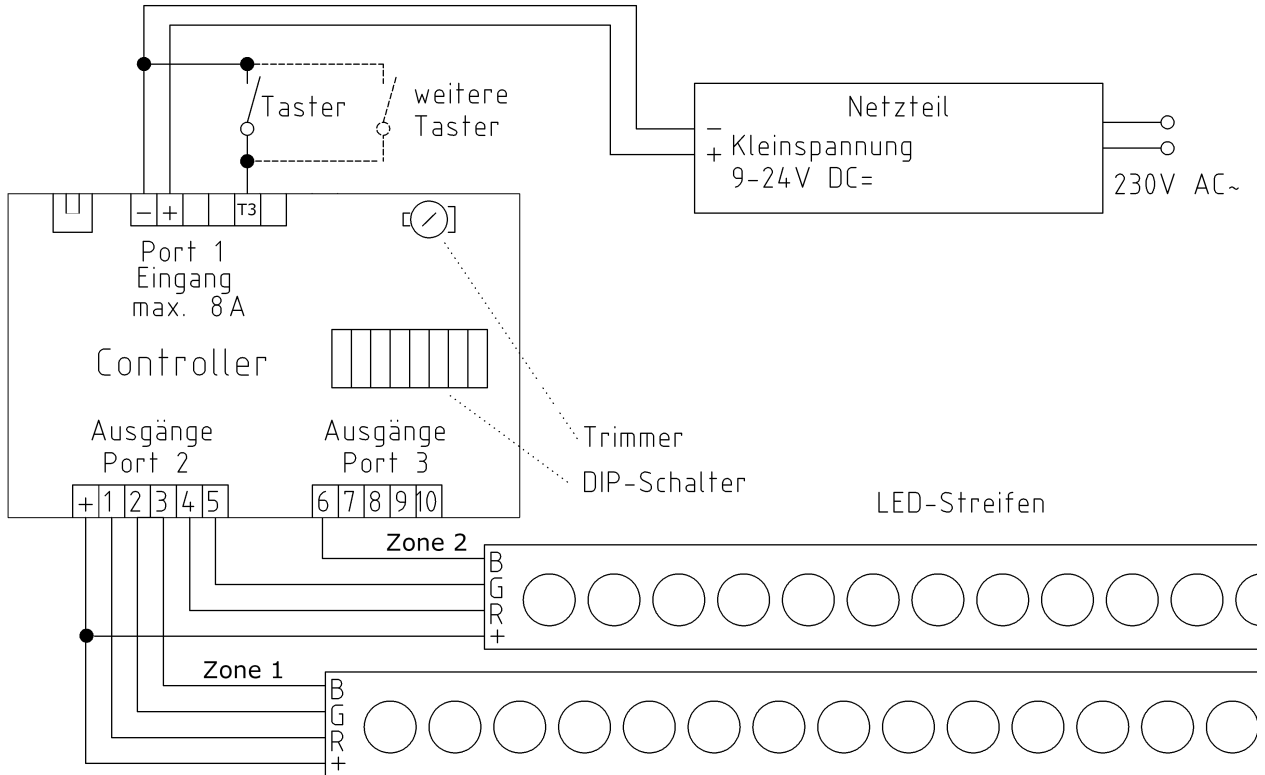 Taster
weitere
Taster
Netzteil
−
+
Kleinspannung
9-24V DC=
230V AC~
− + T3
Port 1
Eingang
max. 8A
Controller
Ausgänge
Port 2
Ausgänge
Port 3
Trimmer
DIP-Schalter
+ 1 2 3 4 5
6 7 8 9 10
LED-Streifen
Zone 2
B
G
R
+
Zone 1
B
G
R
+